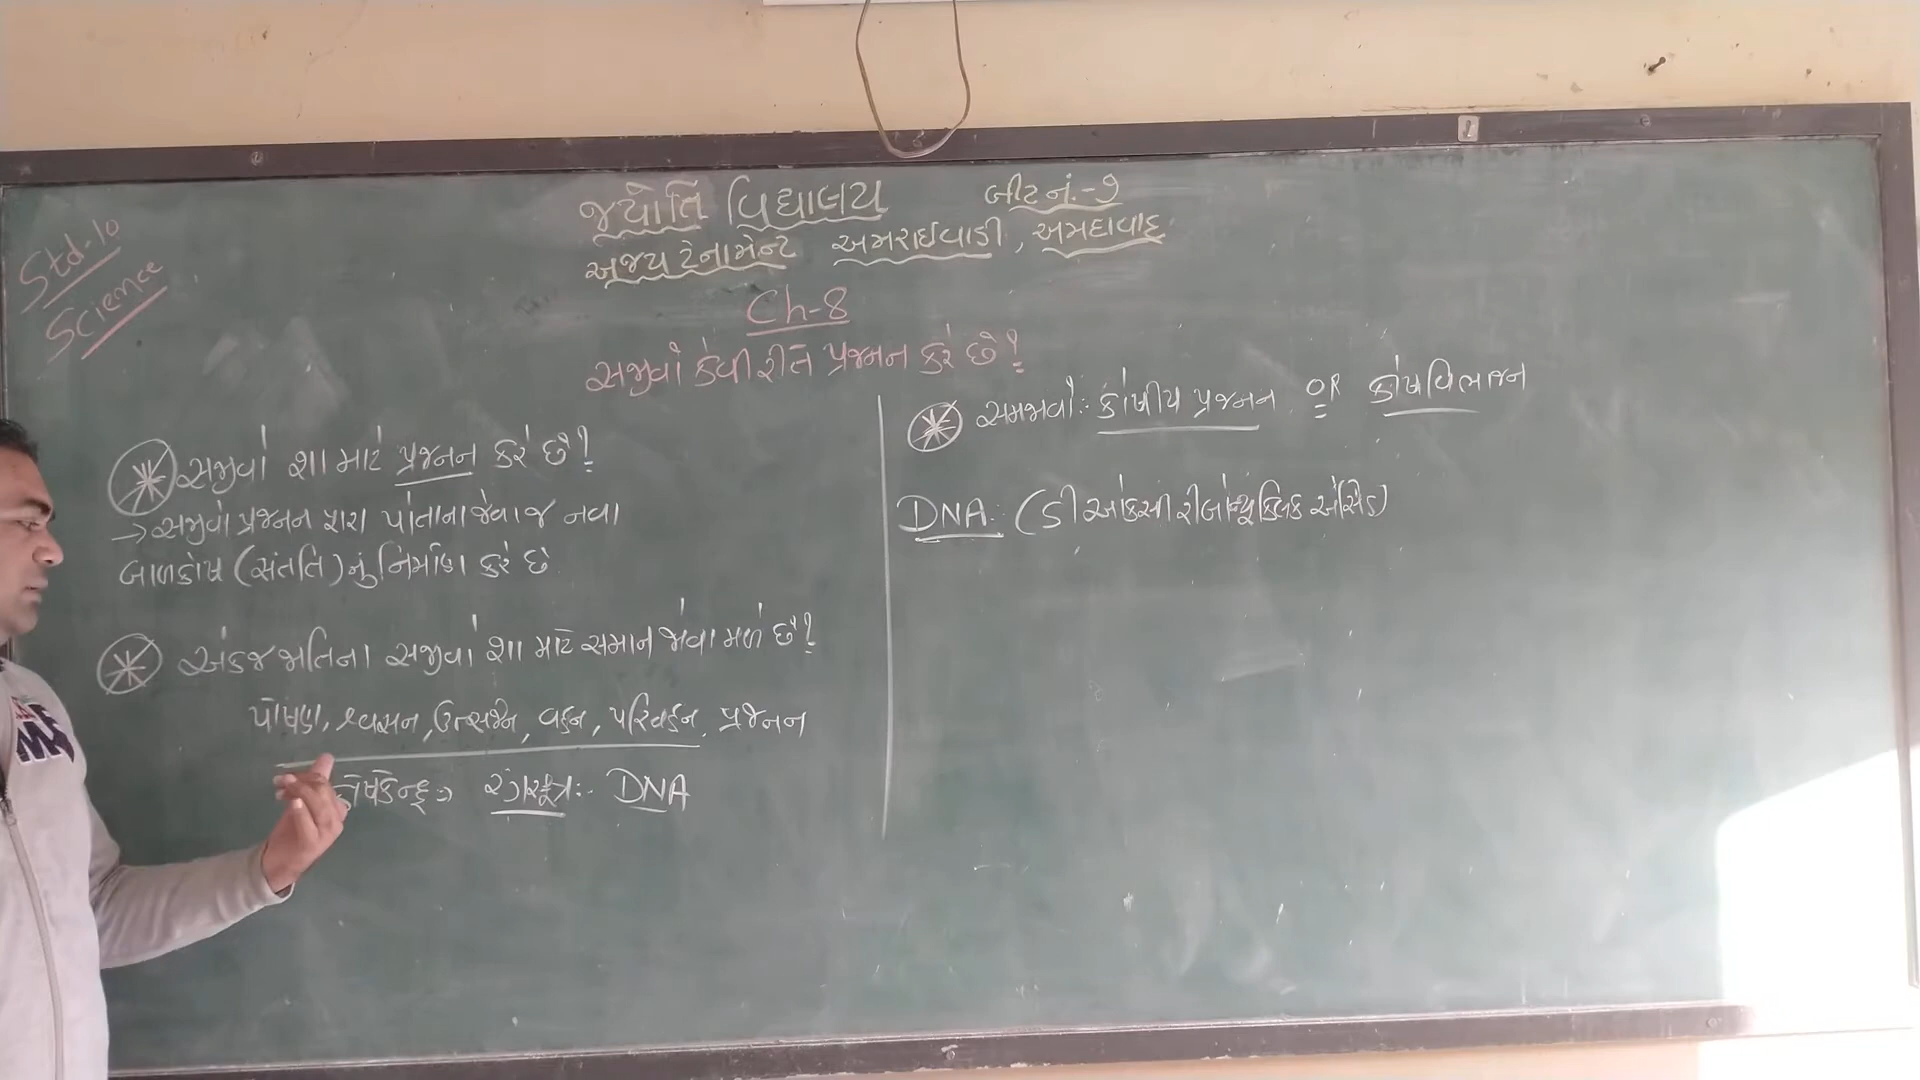 Std-10
Science
જ્યોતિ વિદ્યાલય બીટ નં.-૭
અજય ટેનામેન્ટ અમરાઈવાડી, અમદાવાદ
Ch-8
સજીવો કેવી રીતે પ્રજનન કરે છે?
સજીવો શા માટે પ્રજનન કરે છે?
→ સજીવો પ્રજનન દ્વારા પોતાના જેવા જ નવા
બાળકોષ (સંતતિ) નું નિર્માણ કરે છે
એકજ જાતિના સજીવો શા માટે સમાન જોવા મળે છે?
પોષણ, શ્વસન, ઉત્સર્જન, વહન, પરિવહન, પ્રજનન
રંગસૂત્ર:- DNA
સમજાવો:- કોષીય પ્રજનન OR કોષવિભાજન
DNA: (ડીઓક્સી રીબોન્યુક્લિક એસિડ)